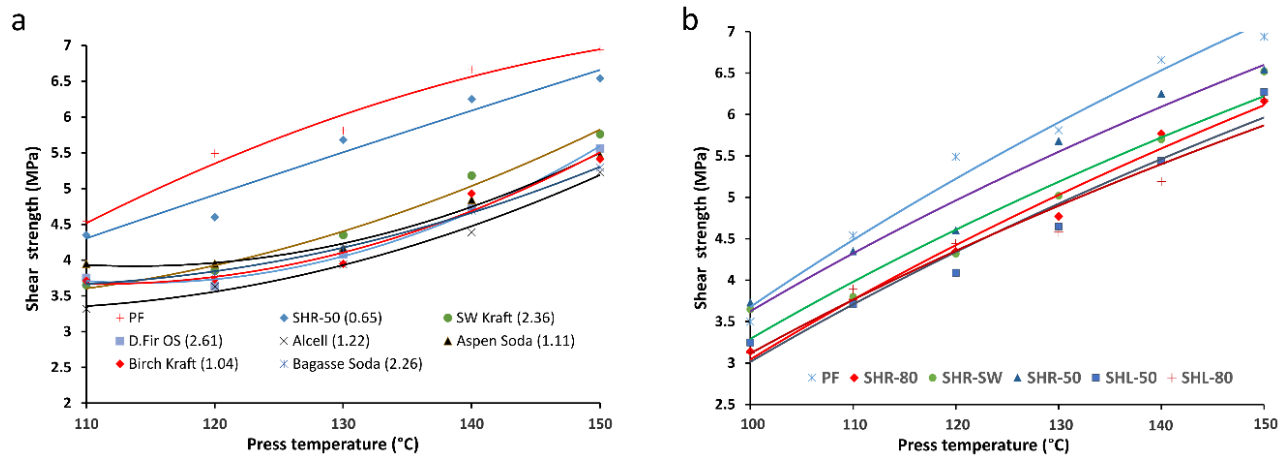 a
7
6.5
6
5.5
5
4.5
4
3.5
3
2.5
2
Shear strength (MPa)
PF SHR-50 (0.65) SW Kraft (2.36)
D.Fir OS (2.61) Alcell (1.22) Aspen Soda (1.11)
Birch Kraft (1.04) Bagasse Soda (2.26)
110 120 130 140 150
Press temperature (°C)
b
7
6.5
6
5.5
5
4.5
4
3.5
3
2.5
Shear strength (MPa)
PF SHR-80 SHR-SW SHR-50 SHL-50 SHL-80
100 110 120 130 140 150
Press temperature (°C)